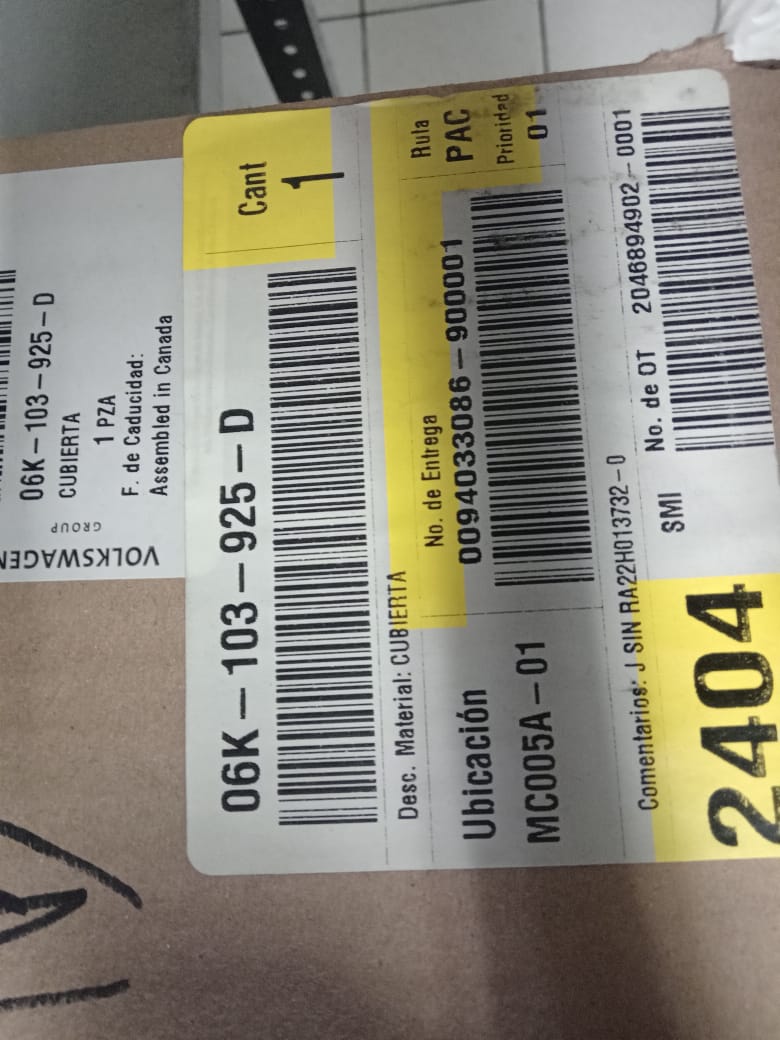 06K-103-925-D
CUBIERTA
1 PZA
F. de Caducidad:
Assembled in Canada
VOLKSWAGEN
GROUP
06K-103-925-D
Cant
1
Desc. Material: CUBIERTA
Ruta
PAC
Ubicación
MC005A-01
No. de Entrega
0094033086-900001
Prioridad
01
Comentarios: J SIN RA22H013732-0
2404
SMI
No. de OT 2046894902-0001